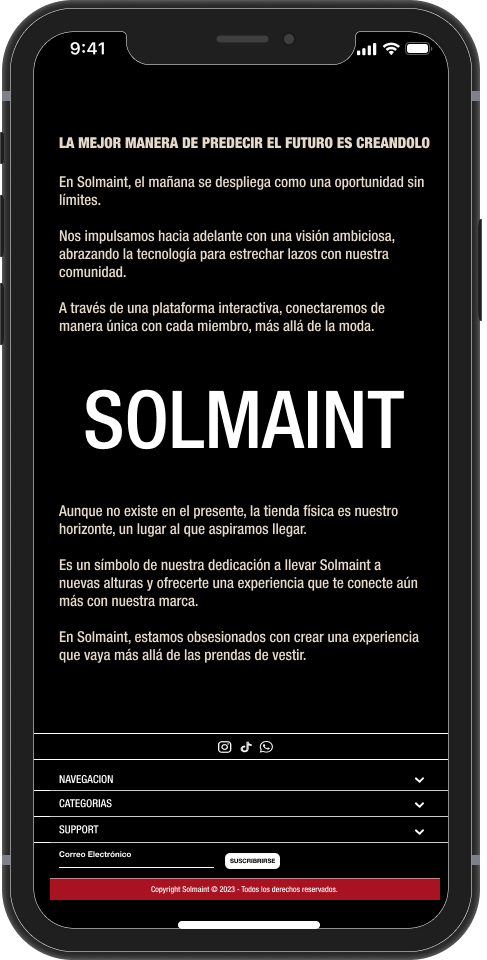 9:41
LA MEJOR MANERA DE PREDECIR EL FUTURO ES CREANDOLO
En Solmaint, el mañana se despliega como una oportunidad sin
límites.
Nos impulsamos hacia adelante con una visión ambiciosa,
abrazando la tecnología para estrechar lazos con nuestra
comunidad.
A través de una plataforma interactiva, conectaremos de
manera única con cada miembro, más allá de la moda.
SOLMAINT
Aunque no existe en el presente, la tienda física es nuestro
horizonte, un lugar al que aspiramos llegar.
Es un símbolo de nuestra dedicación a llevar Solmaint a
nuevas alturas y ofrecerte una experiencia que te conecte aún
más con nuestra marca.
En Solmaint, estamos obsesionados con crear una experiencia
que vaya más allá de las prendas de vestir.
NAVEGACION
CATEGORIAS
SUPPORT
Correo Electrónico
SUSCRIBRIRSE
Copyright Solmaint © 2023 - Todos los derechos reservados.